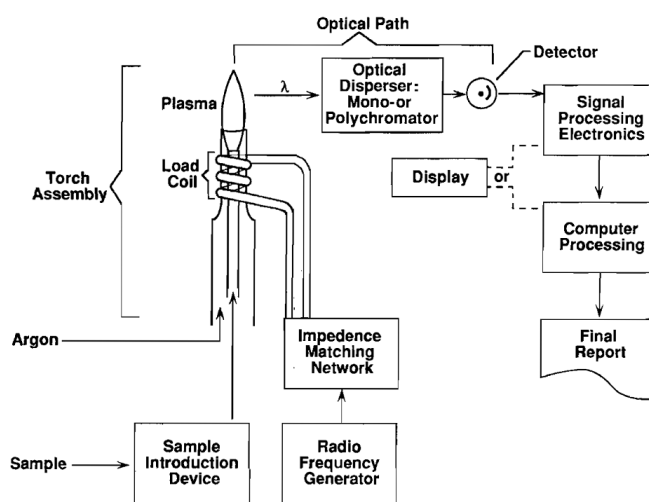 Optical Path
Detector
Plasma
λ
Optical
Disperser:
Mono-or
Polychromator
Signal
Processing
Electronics
Torch
Assembly
Load
Coil
Display
or
Computer
Processing
Argon
Impedence
Matching
Network
Final
Report
Sample
Sample
Introduction
Device
Radio
Frequency
Generator